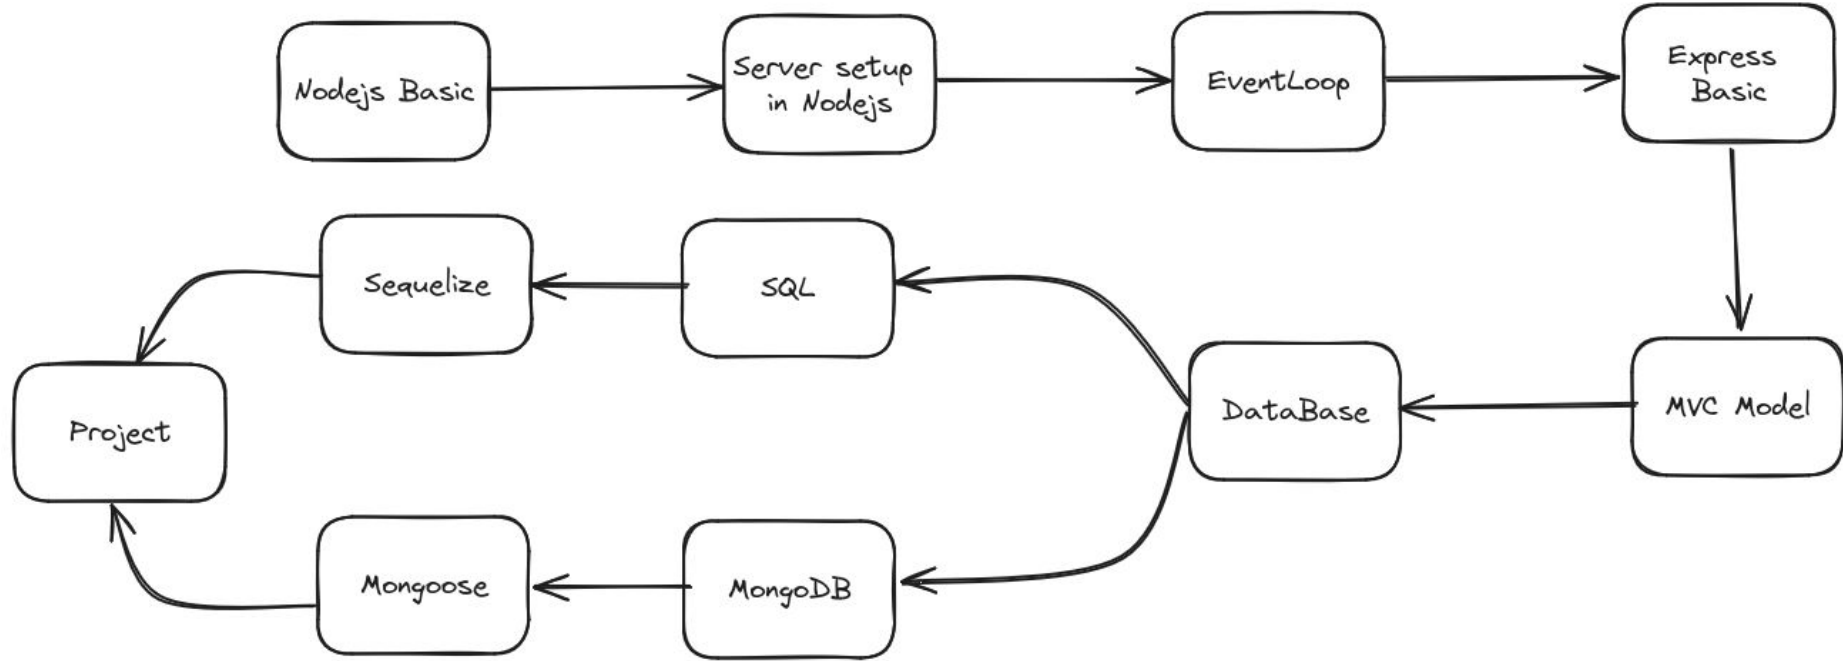 Nodejs Basic
Server setup
in Nodejs
EventLoop
Express
Basic
Sequelize
SQL
Project
DataBase
MVC Model
Mongoose
MongoDB